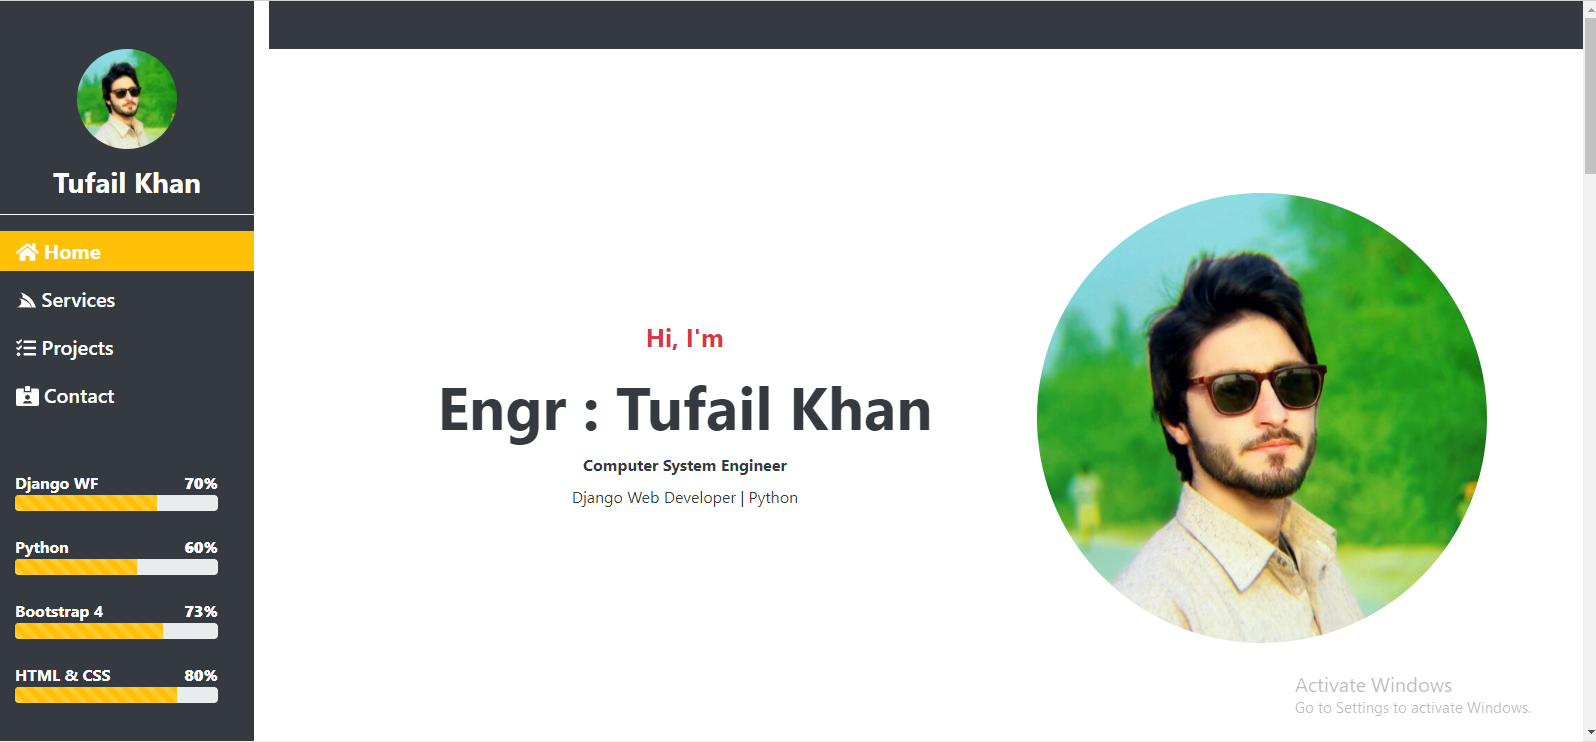 Tufail Khan
Home
Services
Projects
Contact
Django WF 70%
Python 60%
Bootstrap 4 73%
HTML & CSS 80%
Hi, I'm
Engr : Tufail Khan
Computer System Engineer
Django Web Developer | Python
Activate Windows
Go to Settings to activate Windows.